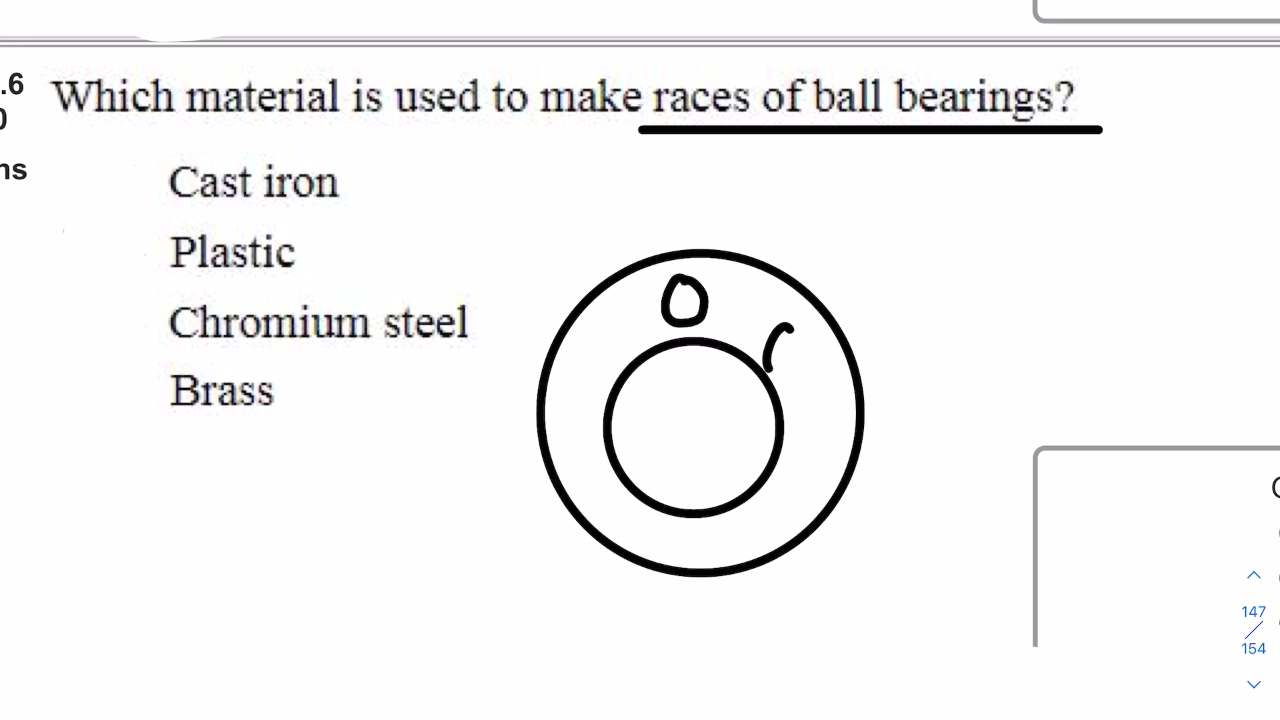 .6
Which material is used to make races of ball bearings?
ns
Cast iron
Plastic
Chromium steel
Brass
147
154